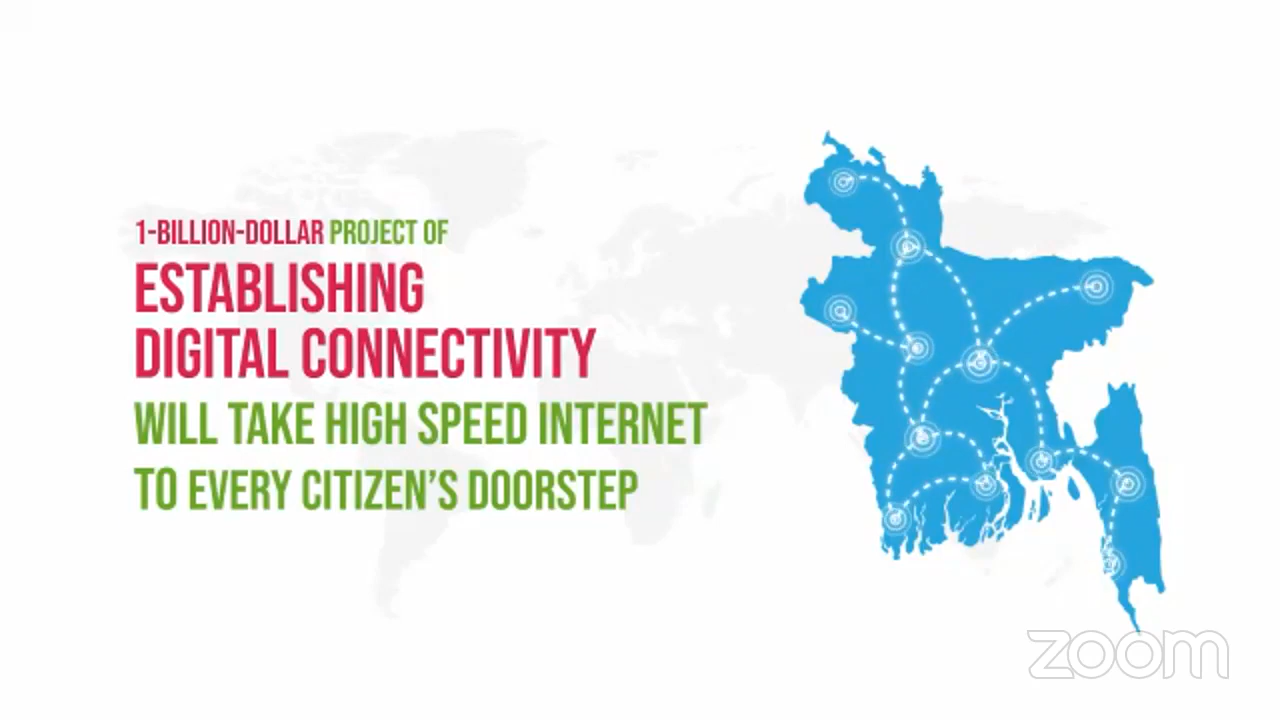 1-BILLION-DOLLAR PROJECT OF
ESTABLISHING
DIGITAL CONNECTIVITY
WILL TAKE HIGH SPEED INTERNET
TO EVERY CITIZEN'S DOORSTEP
zoom